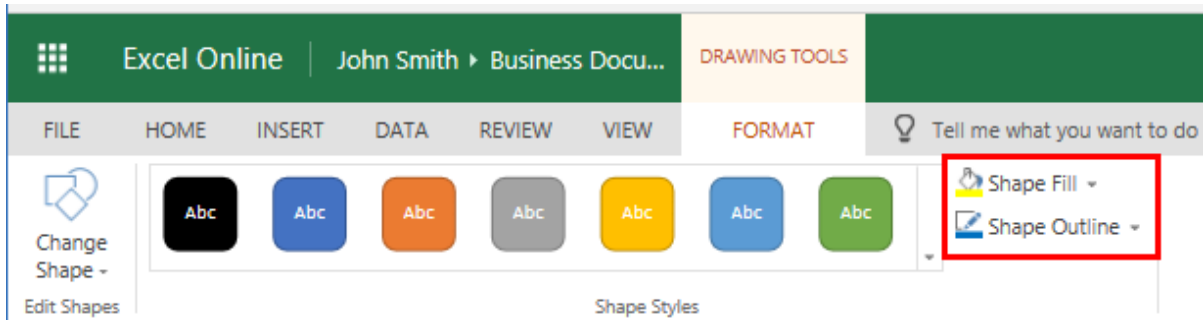 Excel Online John Smith ▸ Business Docu... DRAWING TOOLS
FILE HOME INSERT DATA REVIEW VIEW FORMAT Tell me what you want to do
Change
Shape
Edit Shapes
Abc Abc Abc Abc Abc Abc Abc
Shape Styles
Shape Fill
Shape Outline